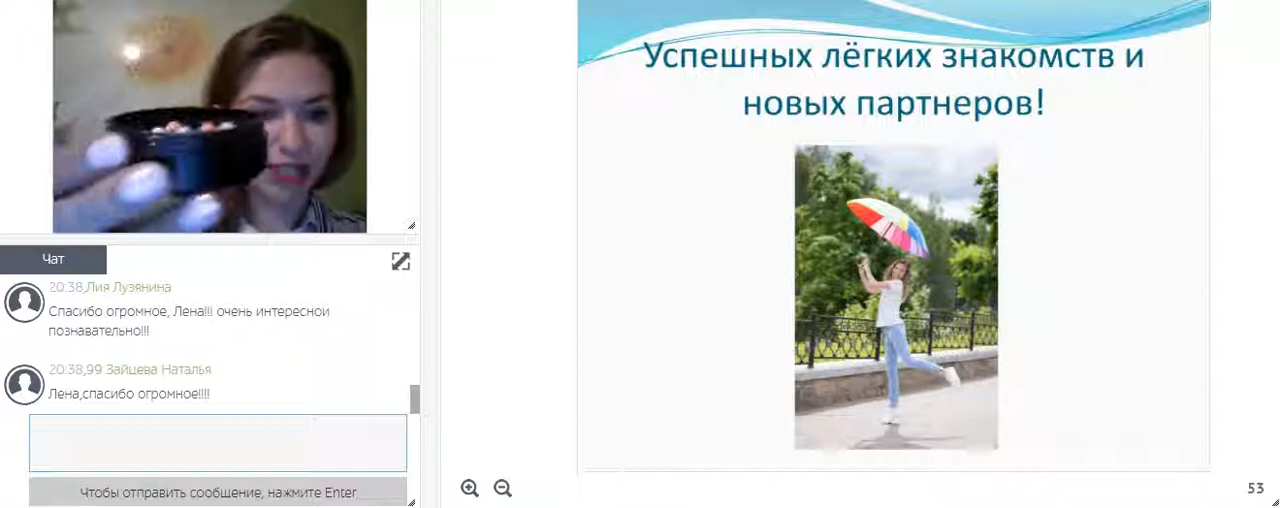 Успешных лёгких знакомств и
новых партнеров!
Чат
20:38,Лия Лузянина
Спасибо огромное, Лена!!! очень интереснои
познавательно!!!
20:38,99 Зайцева Наталья
Лена,спасибо огромное!!!!
Чтобы отправить сообщение, нажмите Enter
53